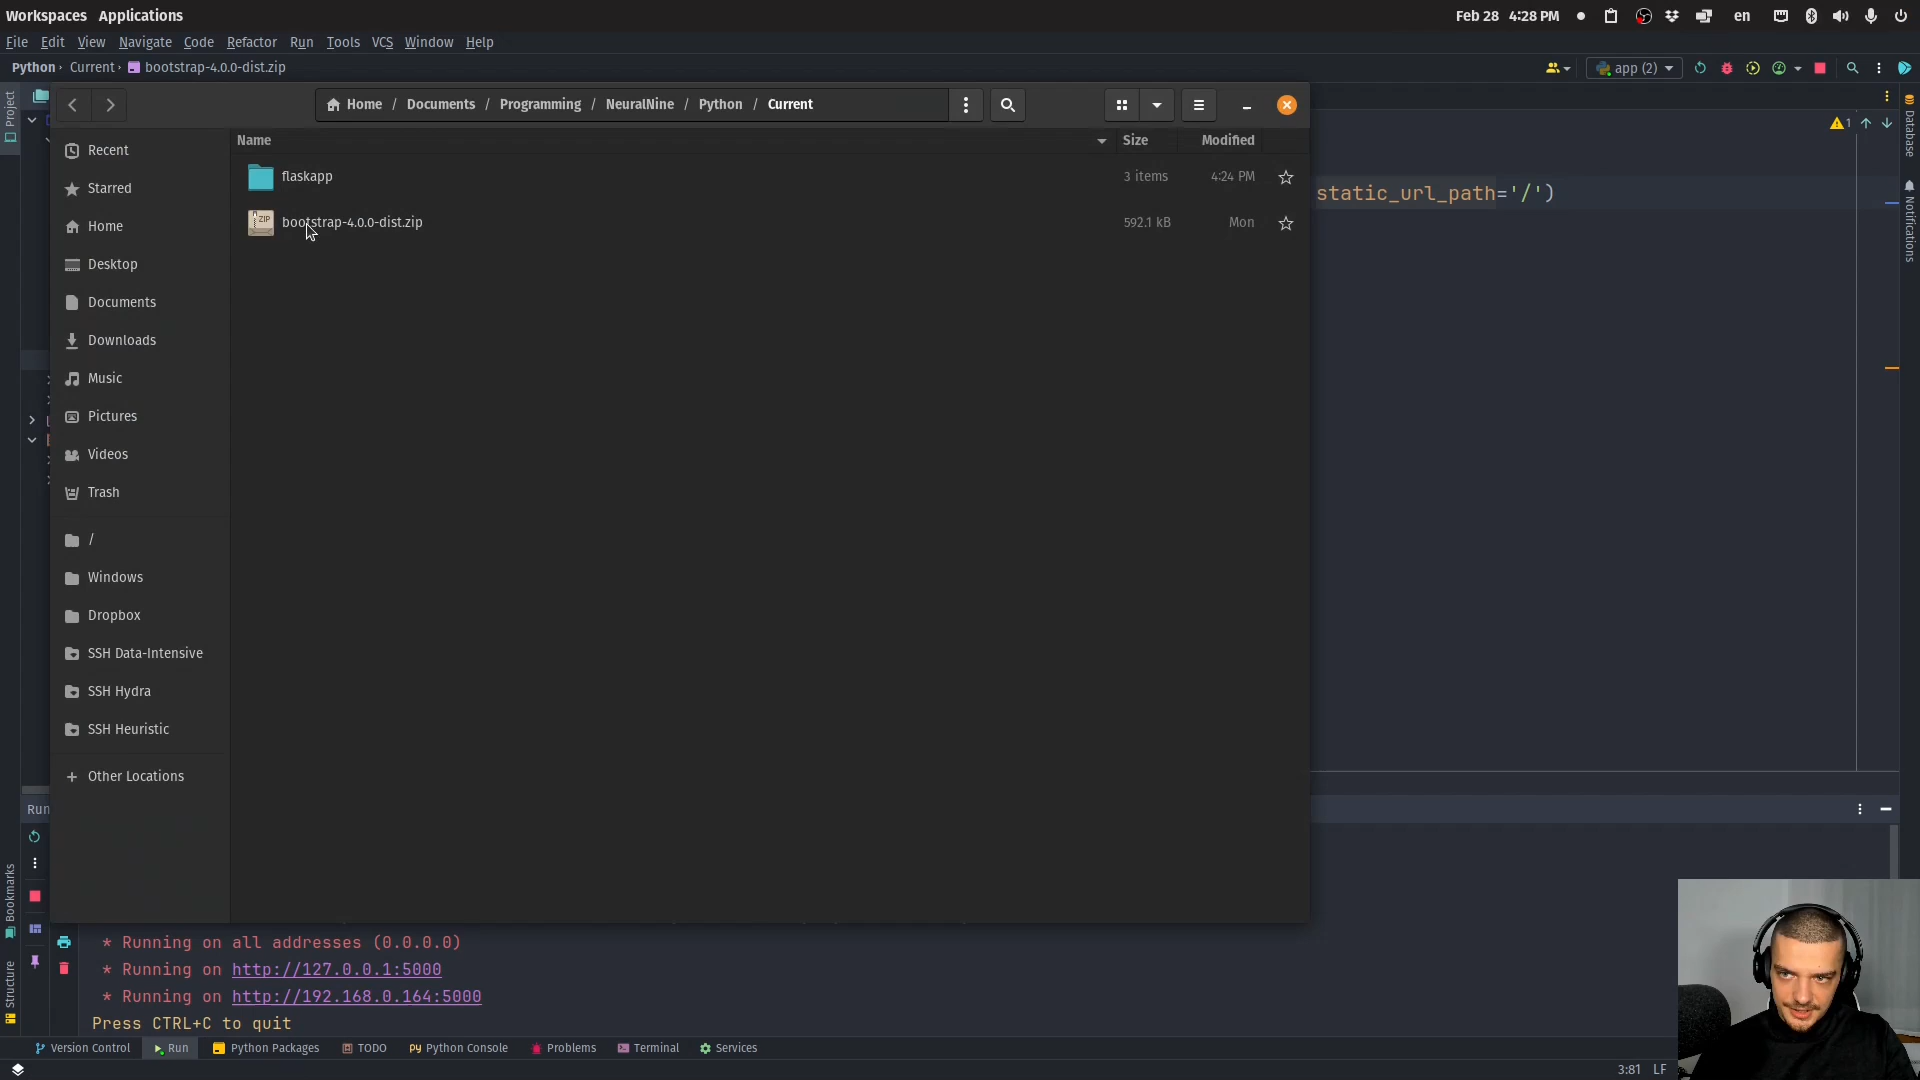 Workspaces Applications
Feb 28 4:28 PM
en
File Edit View Navigate Code Refactor Run Tools VCS Window Help
Python Current bootstrap-4.0.0-dist.zip
app (2)
Project
Home / Documents / Programming / NeuralNine / Python / Current
Name Size Modified
Recent
flaskapp 3 items 4:24 PM
Starred
ZIP bootstrap-4.0.0-dist.zip 592.1 kB Mon
Home
Desktop
Documents
Downloads
Music
Pictures
Videos
Trash
/
Windows
Dropbox
SSH Data-Intensive
SSH Hydra
SSH Heuristic
+ Other Locations
1
static_url_path='/')
Database
Notifications
Run
Bookmarks
Structure
* Running on all addresses (0.0.0.0)
* Running on http://127.0.0.1:5000
* Running on http://192.168.0.164:5000
Press CTRL+C to quit
Version Control Run Python Packages TODO Python Console Problems Terminal Services
3:81 LF